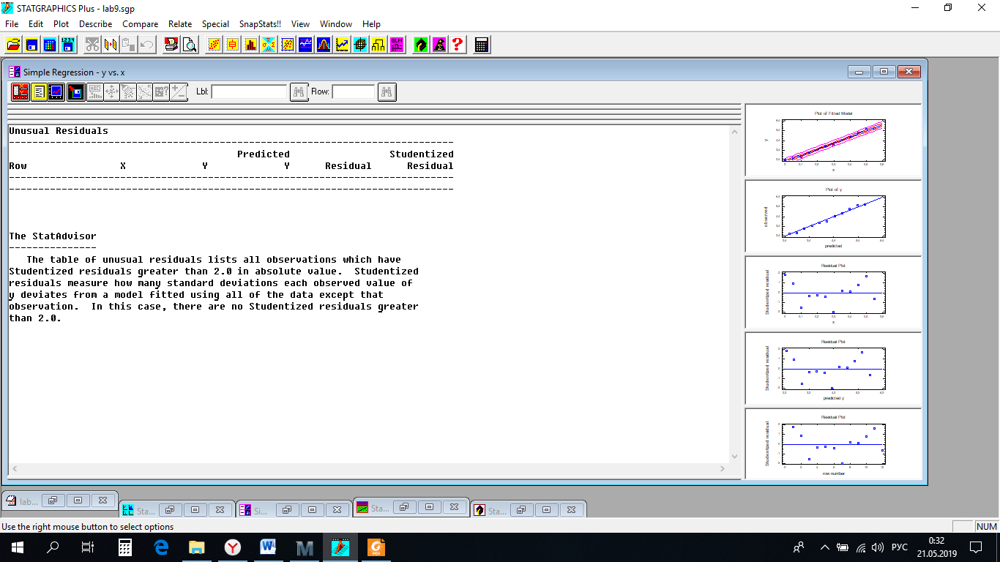 STATGRAPHICS Plus - lab9.sgp
File Edit Plot Describe Compare Relate Special SnapStats!! View Window Help
Simple Regression - y vs. x
Lbl: Row:
Unusual Residuals
Predicted Studentized
Row X Y Y Residual Residual
The StatAdvisor
The table of unusual residuals lists all observations which have
Studentized residuals greater than 2.0 in absolute value. Studentized
residuals measure how many standard deviations each observed value of
y deviates from a model fitted using all of the data except that
observation. In this case, there are no Studentized residuals greater
than 2.0.
Plot of Fitted Model
y
x
Plot of y
observed
predicted
Residual Plot
Studentized residual
x
Residual Plot
Studentized residual
predicted y
Residual Plot
Studentized residual
row number
lab...
Sta...
Si...
Sta...
Sta...
Use the right mouse button to select options
NUM
РУС
0:32
21.05.2019